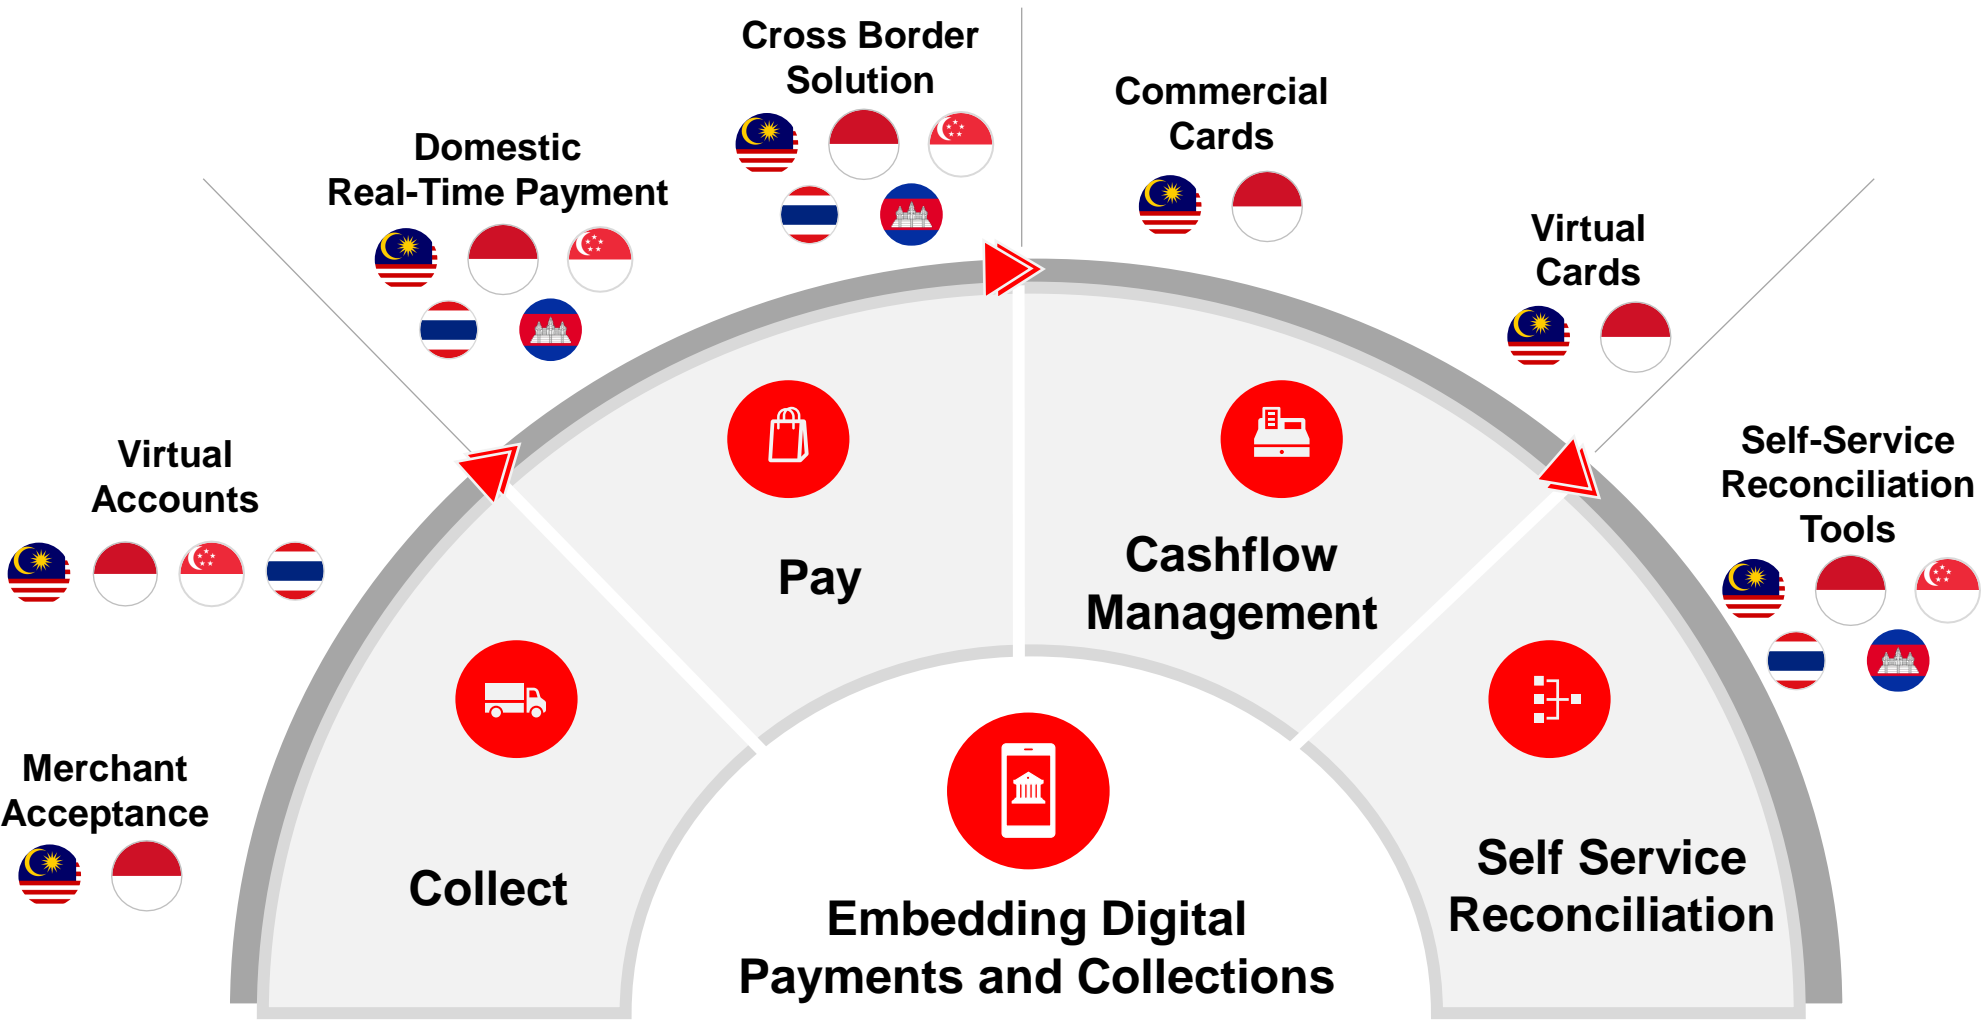 Cross Border
Solution
Commercial
Cards
Domestic
Real-Time Payment
Virtual
Cards
Virtual
Accounts
Self-Service
Reconciliation
Tools
Pay
Cashflow
Management
Merchant
Acceptance
Collect
Self Service
Reconciliation
Embedding Digital
Payments and Collections